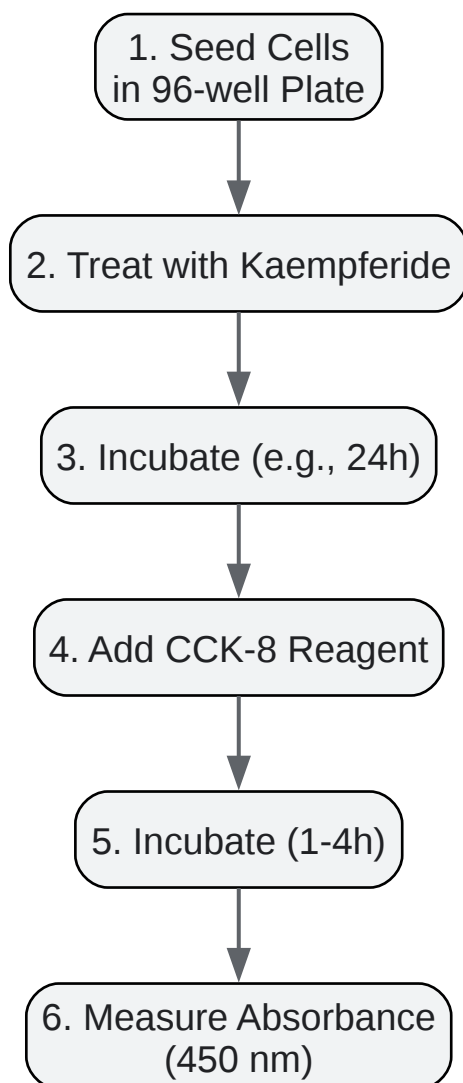 1. Seed Cells
in 96-well Plate
2. Treat with Kaempferide
3. Incubate (e.g., 24h)
4. Add CCK-8 Reagent
5. Incubate (1-4h)
6. Measure Absorbance
(450 nm)